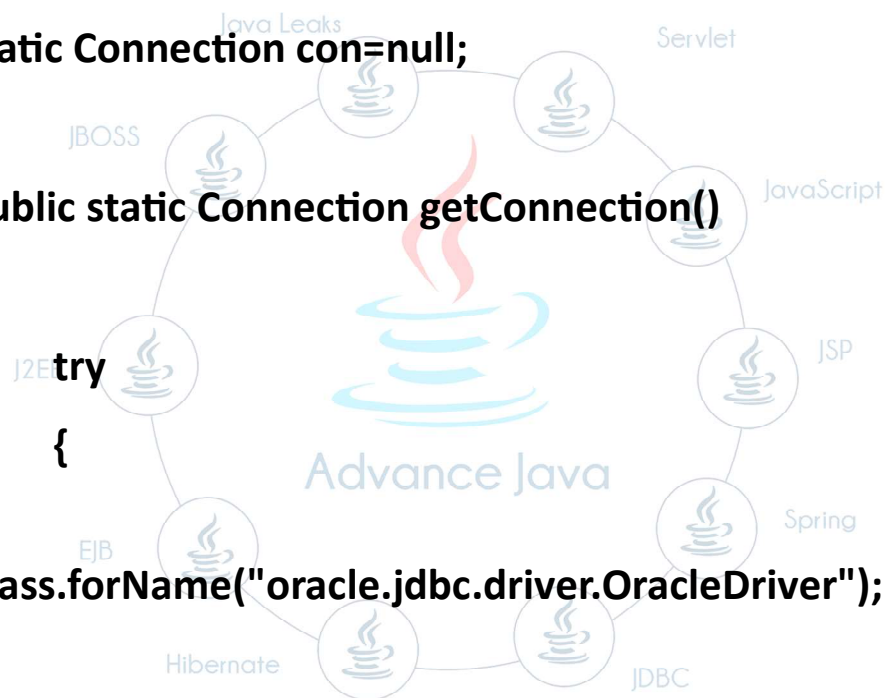 Java Leaks
atic Connection con=null;
Servlet
JBOSS
ublic static Connection getConnection()
JavaScript
J2E
try
JSP
{
Advance Java
Spring
EJB
ass.forName("oracle.jdbc.driver.OracleDriver");
Hibernate
JDBC